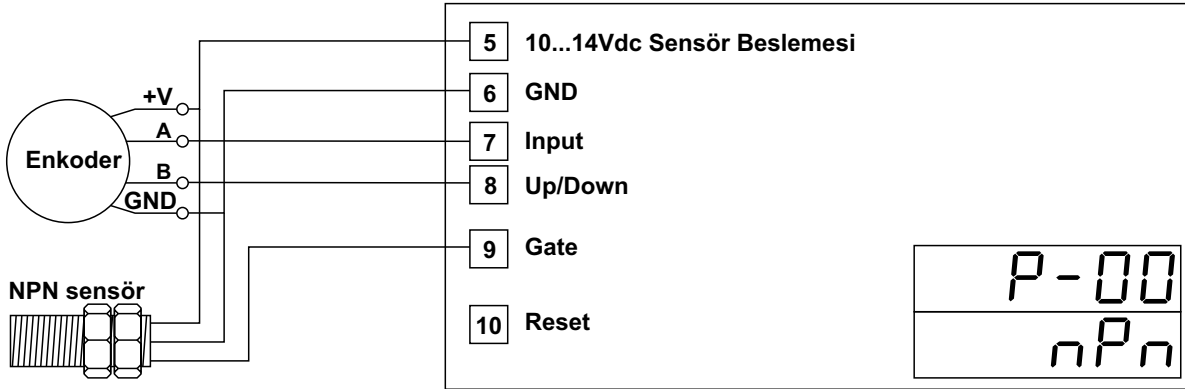 5 10...14Vdc Sensör Beslemesi
6 GND
+V
A
7 Input
Enkoder
B
8 Up/Down
GND
9 Gate
NPN sensör
10 Reset
P-00
nPn